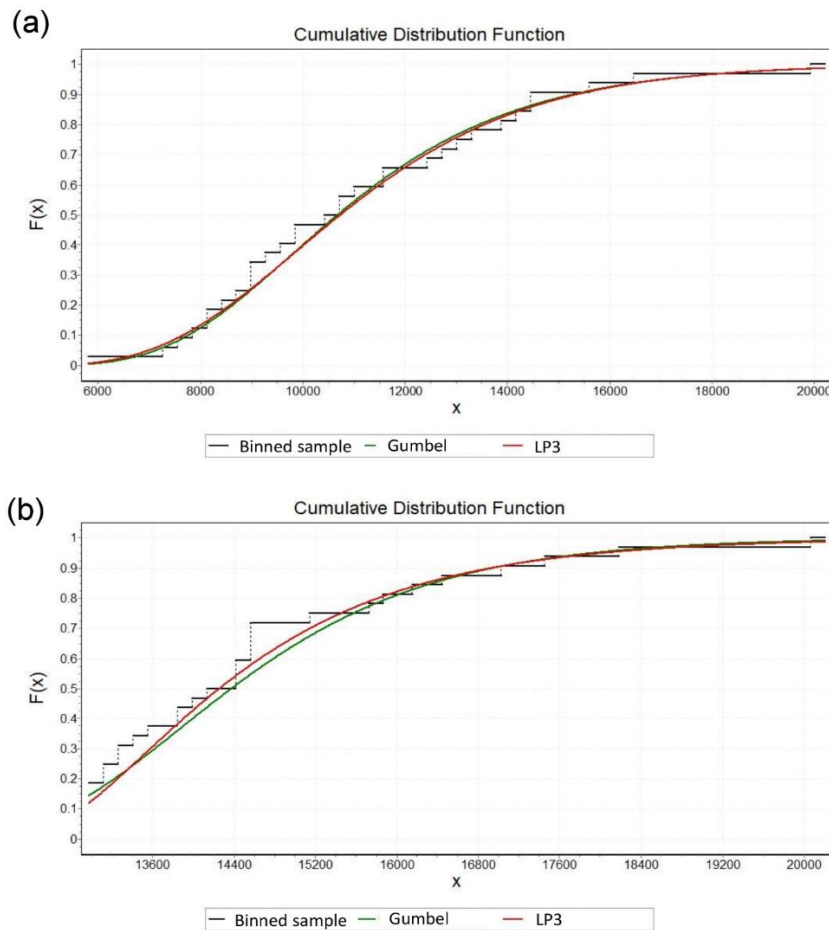 (a)
Cumulative Distribution Function
1
0.9
0.8
0.7
0.6
0.5
0.4
0.3
0.2
0.1
0
F(x)
6000 8000 10000 12000 14000 16000 18000 20000
x
Binned sample Gumbel LP3
(b)
Cumulative Distribution Function
1
0.9
0.8
0.7
0.6
0.5
0.4
0.3
0.2
0.1
0
F(x)
13600 14400 15200 16000 16800 17600 18400 19200 20000
x
Binned sample Gumbel LP3